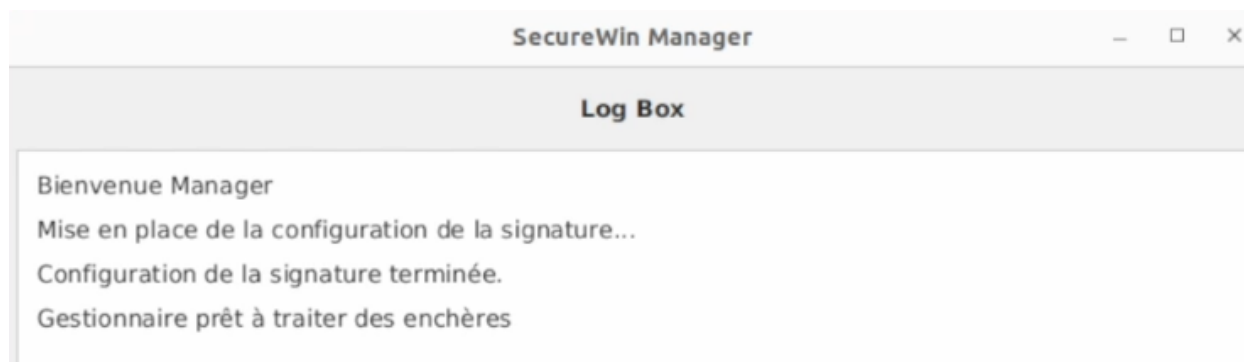 SecureWin Manager
Log Box
Bienvenue Manager
Mise en place de la configuration de la signature...
Configuration de la signature terminée.
Gestionnaire prêt à traiter des enchères